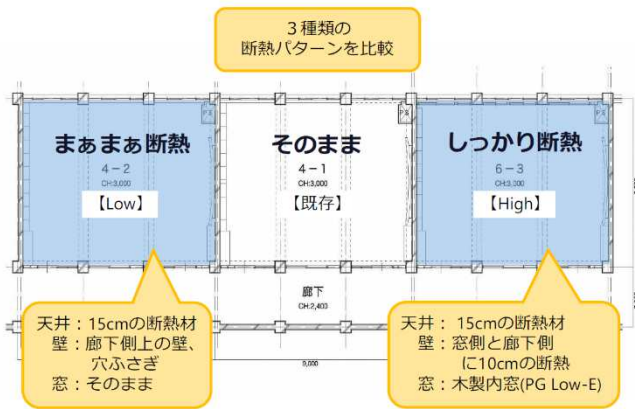 ３種類の
断熱パターンを比較
まぁまぁ断熱
4－2
CH:3,000
【Low】
そのまま
4－1
CH:3,000
【既存】
しっかり断熱
6－3
CH:3,000
【High】
廊下
CH:2,400
9,000
天井：15cmの断熱材
壁：廊下側上の壁、
穴ふさぎ
窓：そのまま
天井： 15cmの断熱材
壁：窓側と廊下側
に10cmの断熱
窓：木製内窓(PG Low-E)